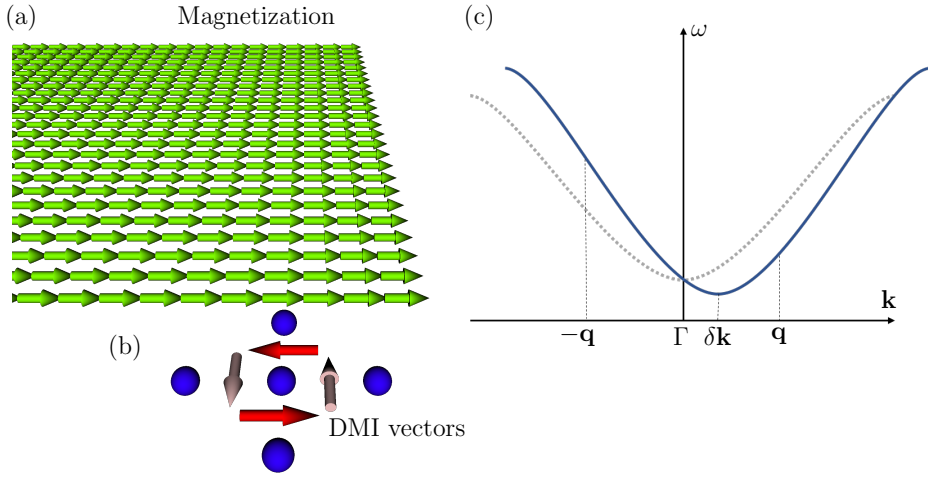 (a)
Magnetization
(b)
DMI vectors
(c)
ω
k
−q
Γ
δk
q